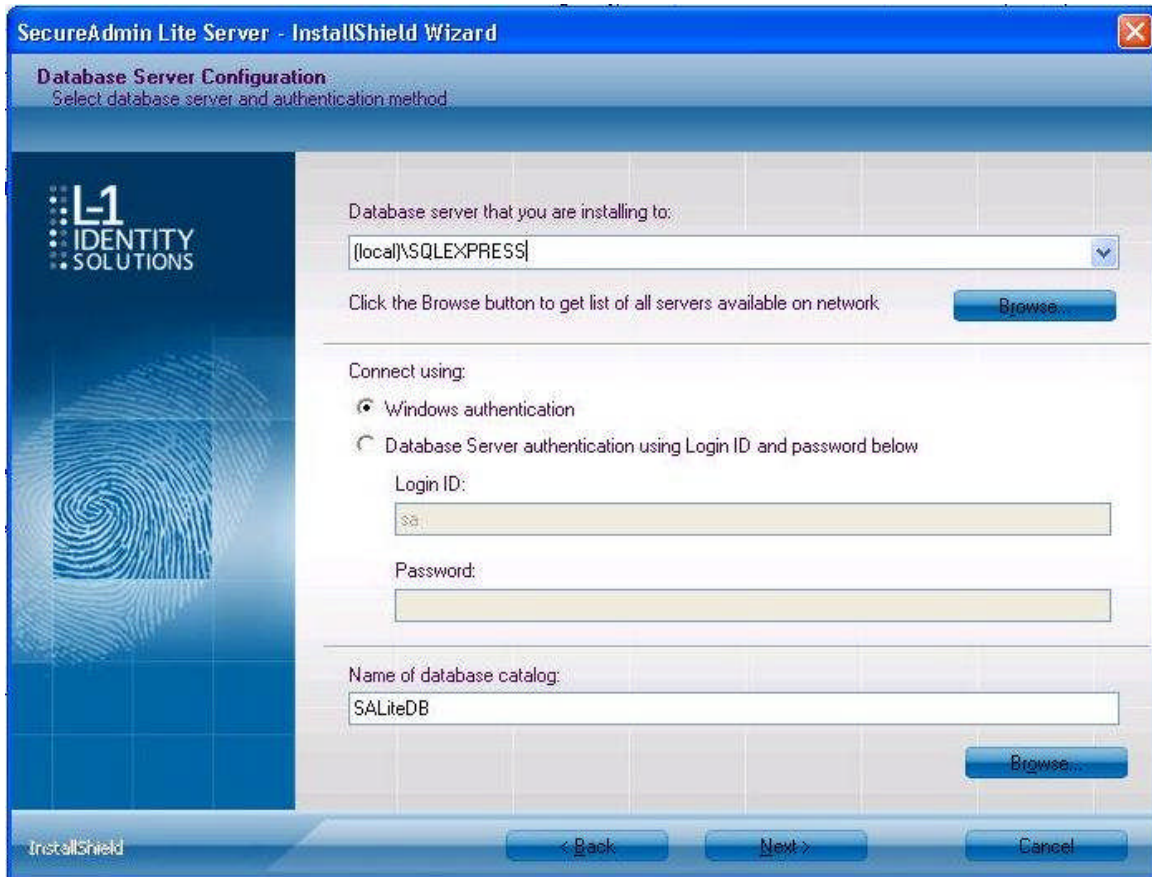 SecureAdmin Lite Server - InstallShield Wizard
Database Server Configuration
Select database server and authentication method
L-1
IDENTITY
SOLUTIONS
Database server that you are installing to:
(local)\SQLEXPRESS
Click the Browse button to get list of all servers available on network
Browse...
Connect using:
Windows authentication
Database Server authentication using Login ID and password below
Login ID:
sa
Password:
Name of database catalog:
SALiteDB
Browse...
InstallShield
< Back
Next >
Cancel